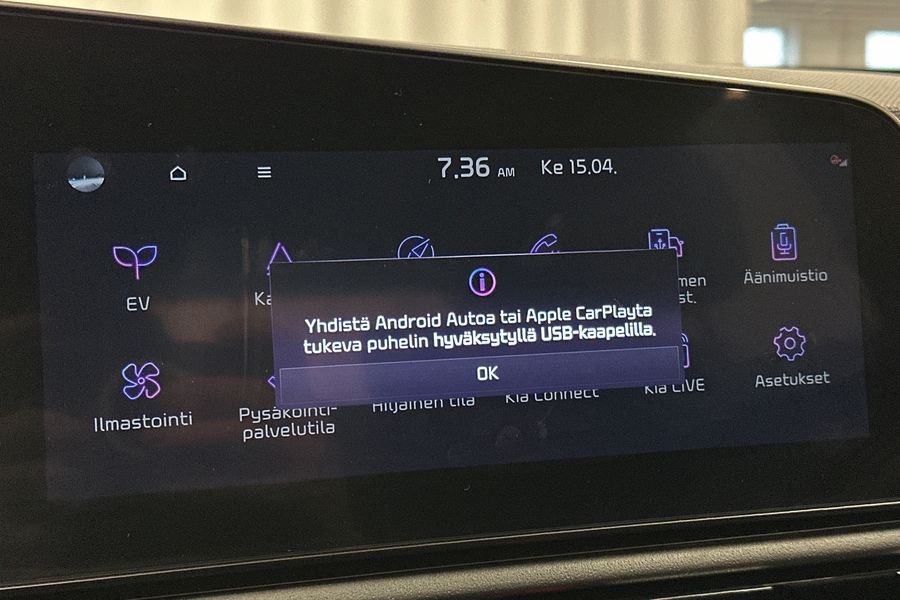 7.36 AM Ke 15.04.
EV
Äänimuistio
Yhdistä Android Autoa tai Apple CarPlayta
tukeva puhelin hyväksytyllä USB-kaapelilla.
OK
Ilmastointi
Pysäköinti-
palvelutila
Hiljainen tila
Kia Connect
Kia LIVE
Asetukset